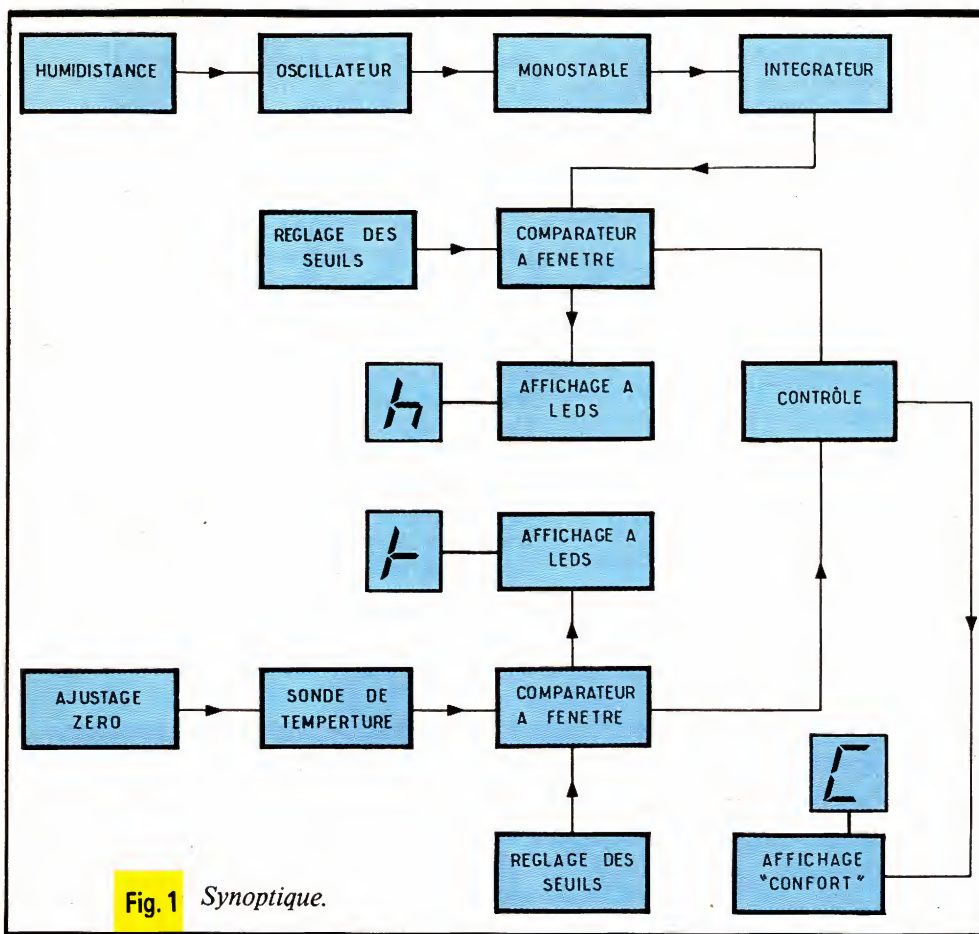 HUMIDISTANCE
OSCILLATEUR
MONOSTABLE
INTEGRATEUR
REGLAGE DES
SEUILS
COMPARATEUR
A FENETRE
h
AFFICHAGE A
LEDS
CONTRÔLE
t
AFFICHAGE A
LEDS
AJUSTAGE
ZERO
SONDE DE
TEMPERTURE
COMPARATEUR
A FENETRE
C
REGLAGE DES
SEUILS
AFFICHAGE
"CONFORT"
Fig. 1 Synoptique.